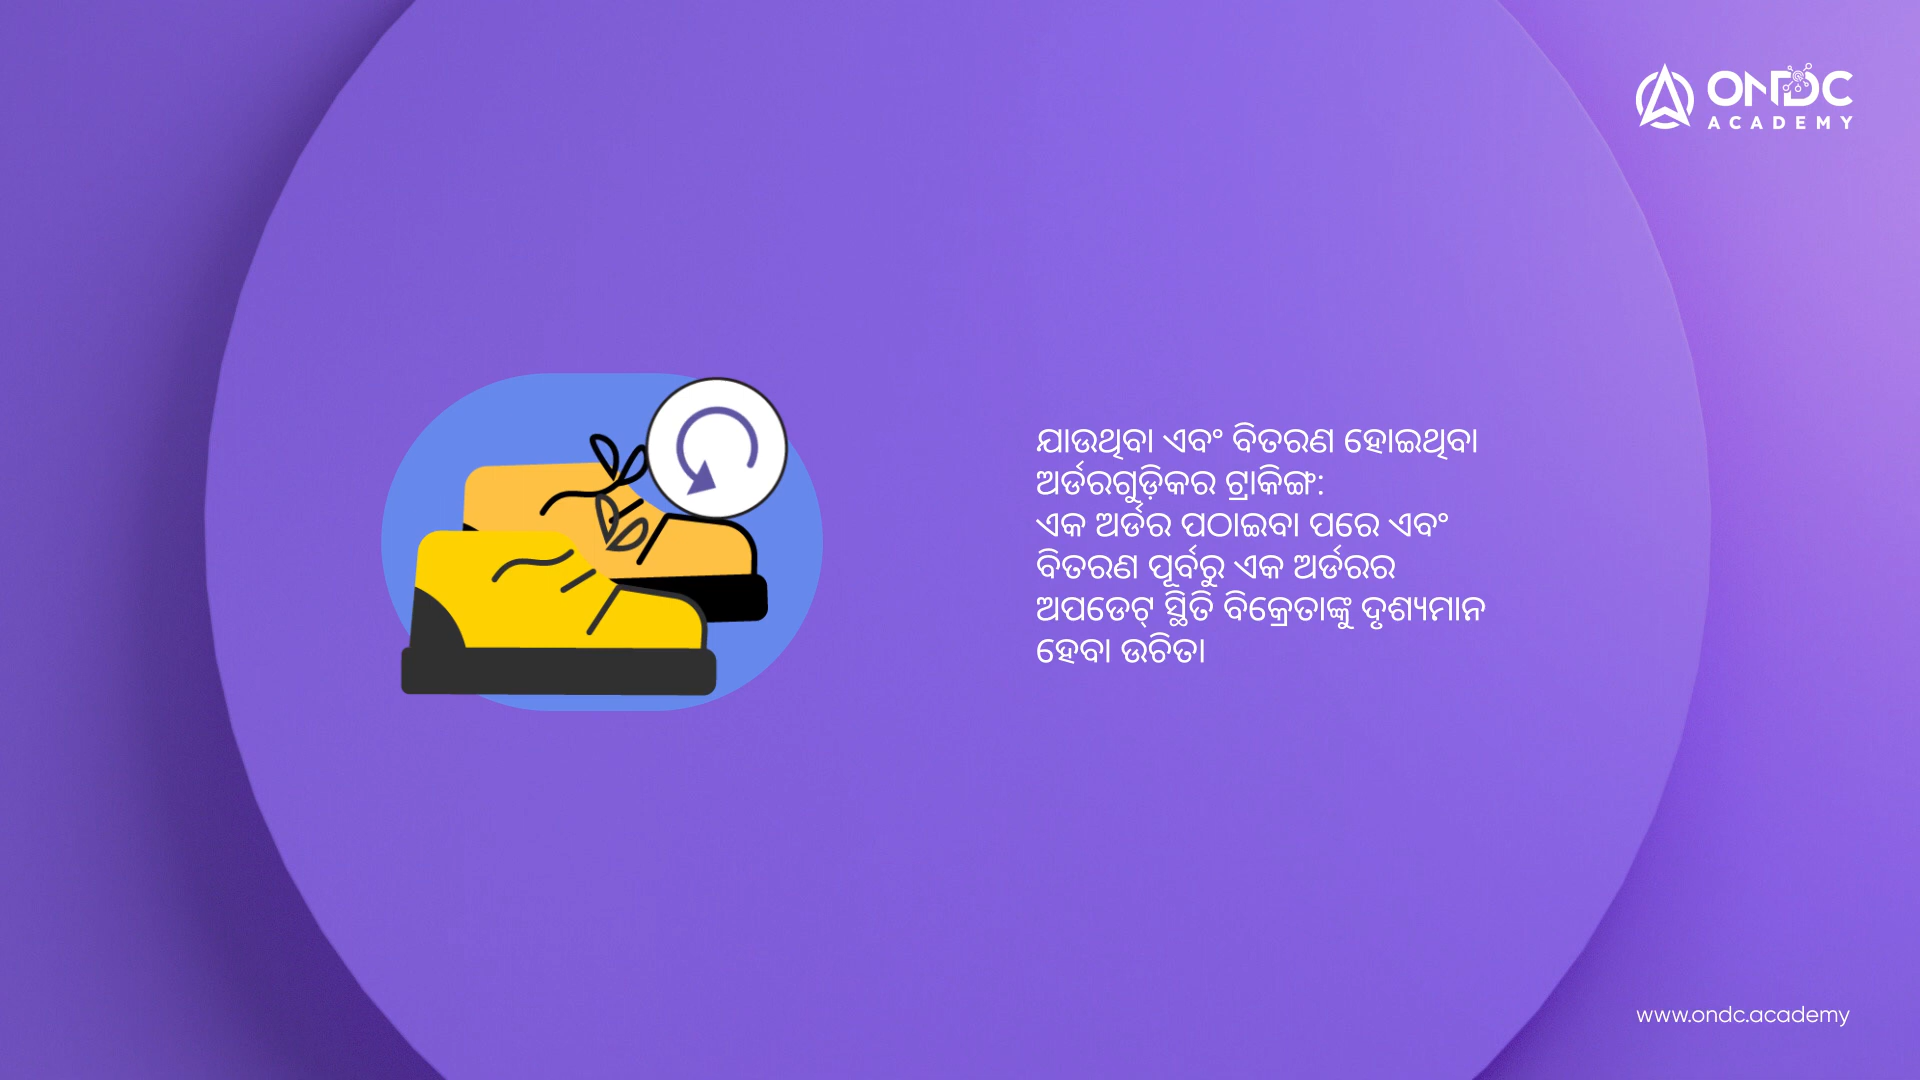 ONDC
ACADEMY
ଯାଉଥିବା ଏବଂ ବିତରଣ ହୋଇଥିବା
ଅର୍ଡରଗୁଡ଼ିକର ଟ୍ରାକିଙ୍ଗ:
ଏକ ଅର୍ଡର ପଠାଇବା ପରେ ଏବଂ
ବିତରଣ ପୂର୍ବରୁ ଏକ ଅର୍ଡରର
ଅପଡେଟ୍ ସ୍ଥିତି ବିକ୍ରେତାଙ୍କୁ ଦୃଶ୍ୟମାନ
ହେବା ଉଚିତ।
www.ondc.academy